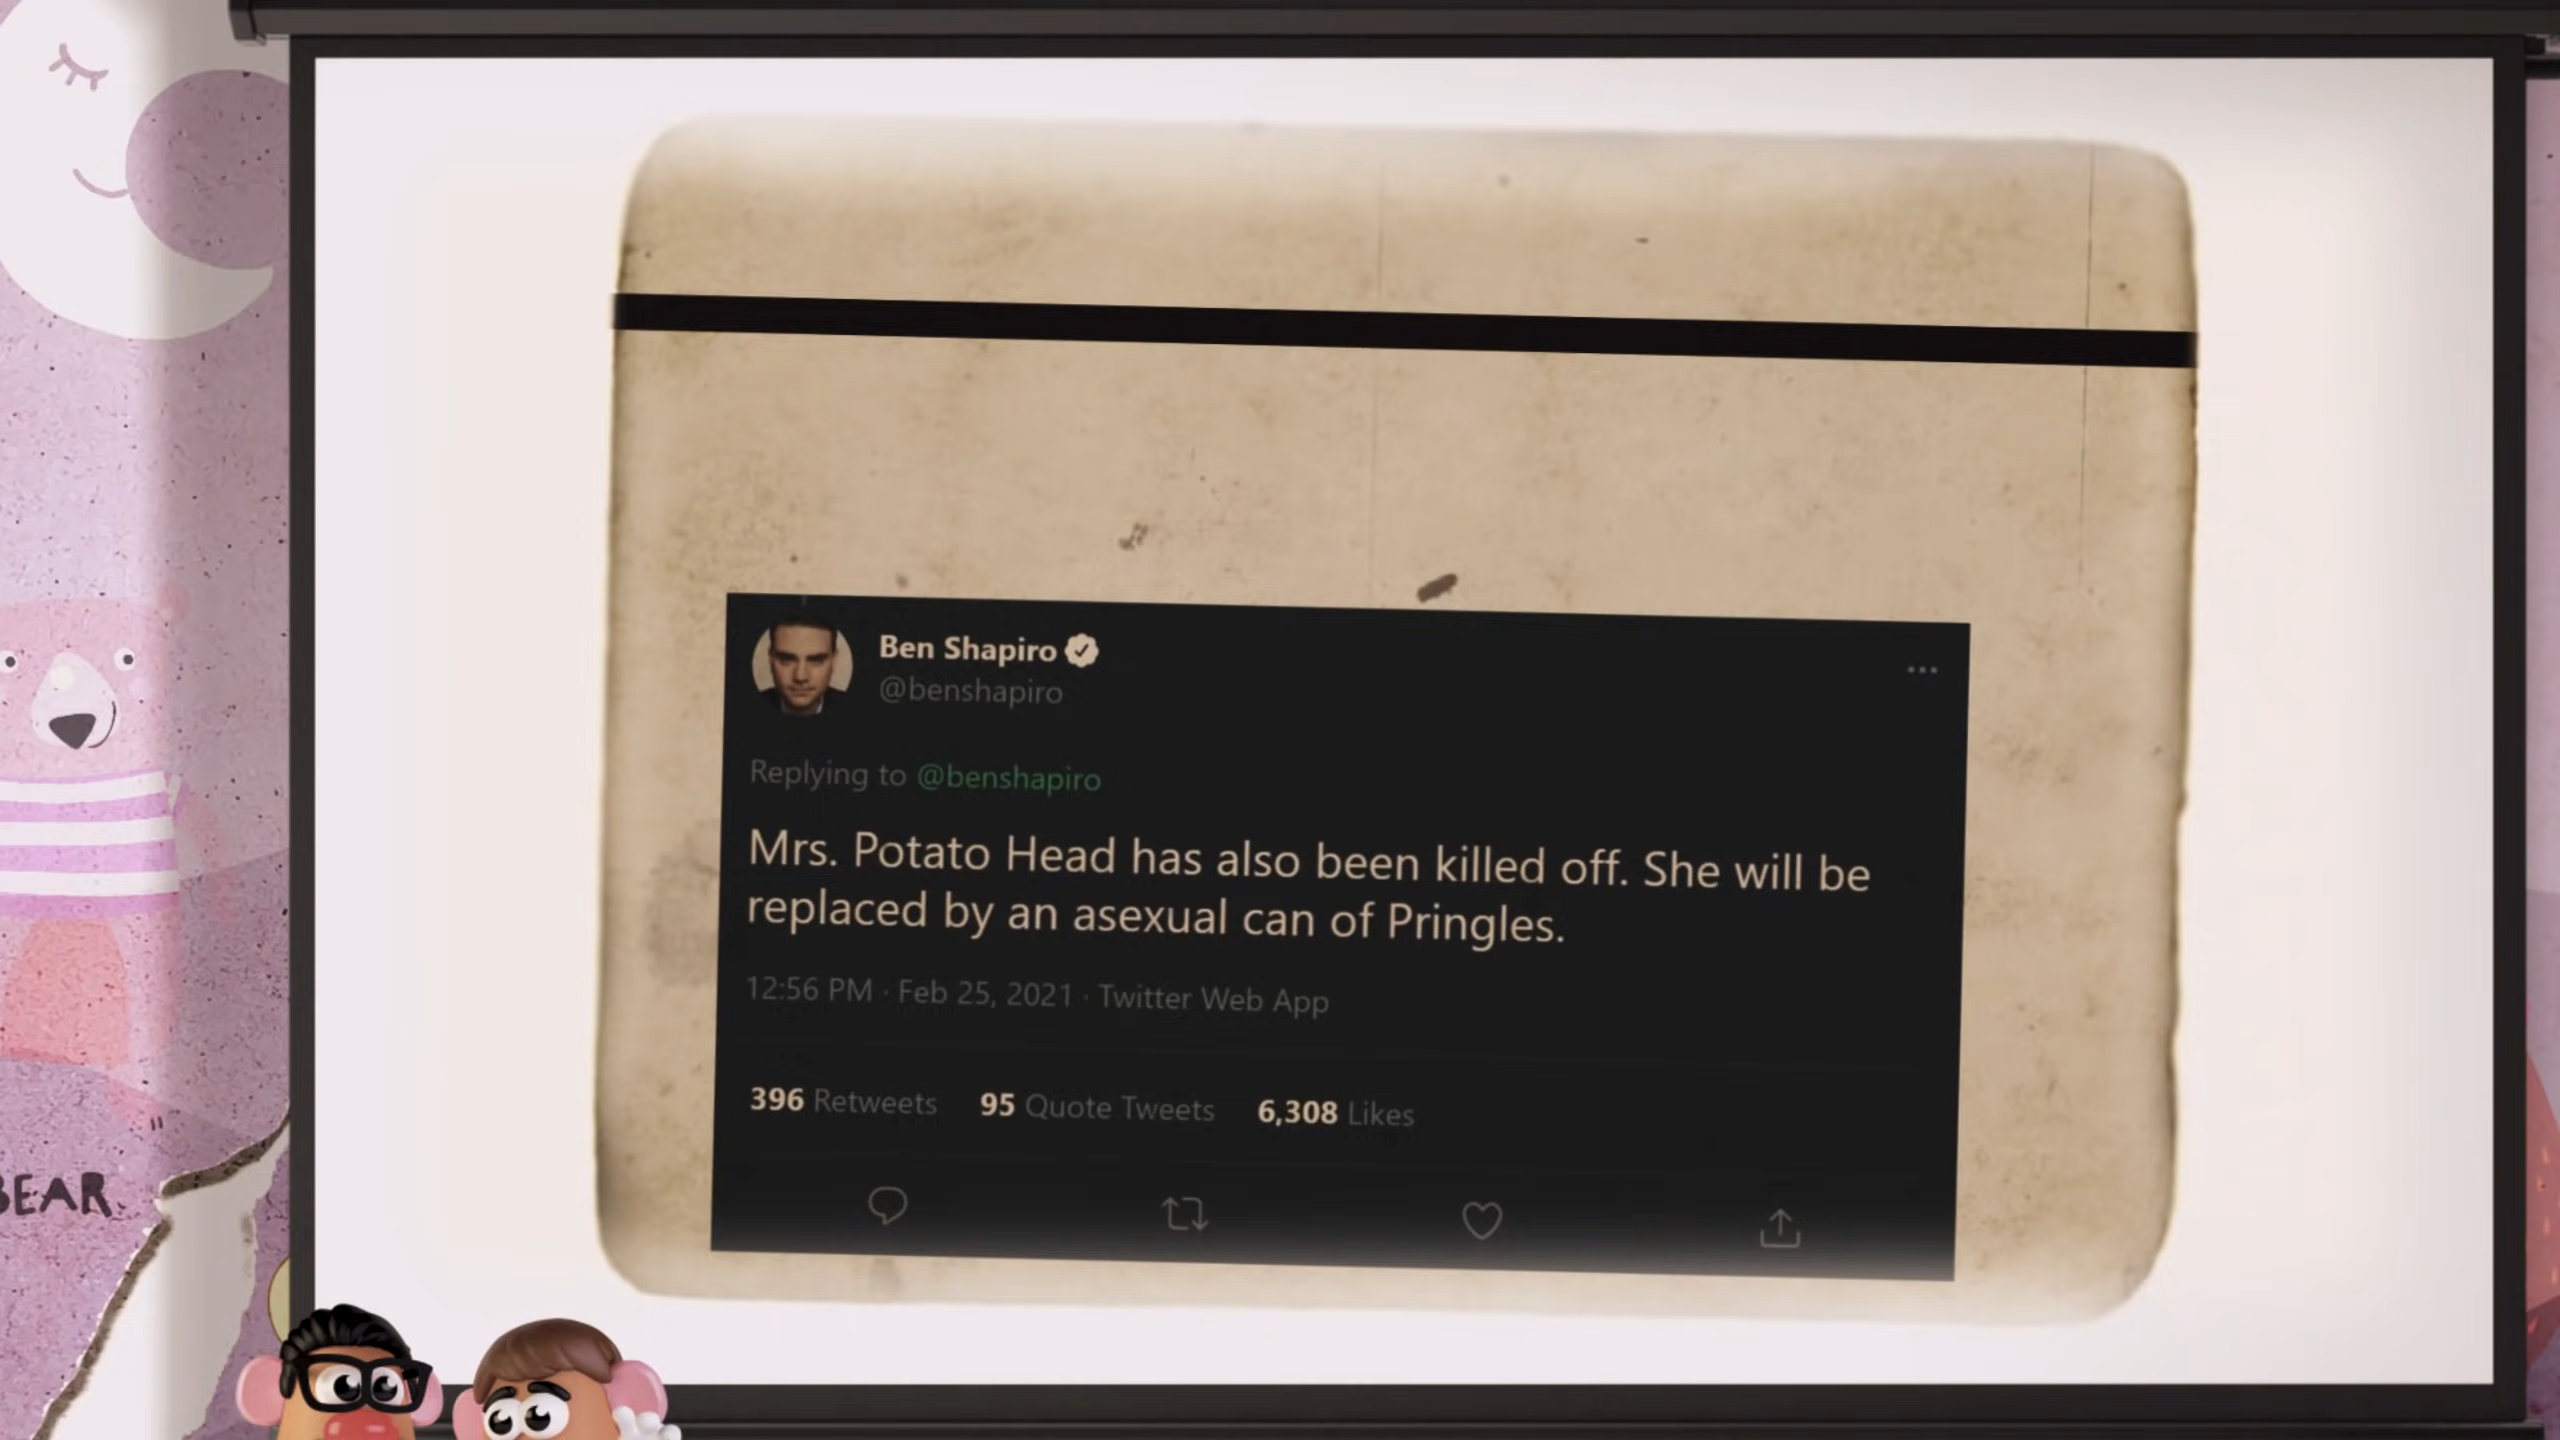 Ben Shapiro
@benshapiro
Replying to @benshapiro
Mrs. Potato Head has also been killed off. She will be
replaced by an asexual can of Pringles.
12:56 PM · Feb 25, 2021 · Twitter Web App
396 Retweets 95 Quote Tweets 6,308 Likes
BEAR